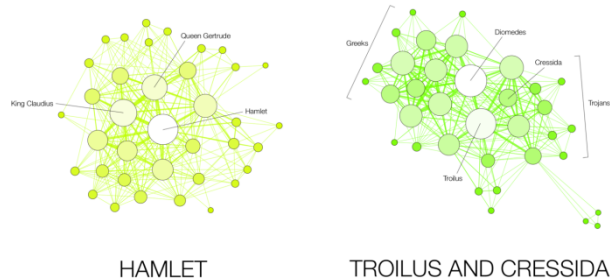 Queen Gertrude
King Claudius
Hamlet
HAMLET
Diomedes
Greeks
Cressida
Trojans
Troilus
TROILUS AND CRESSIDA